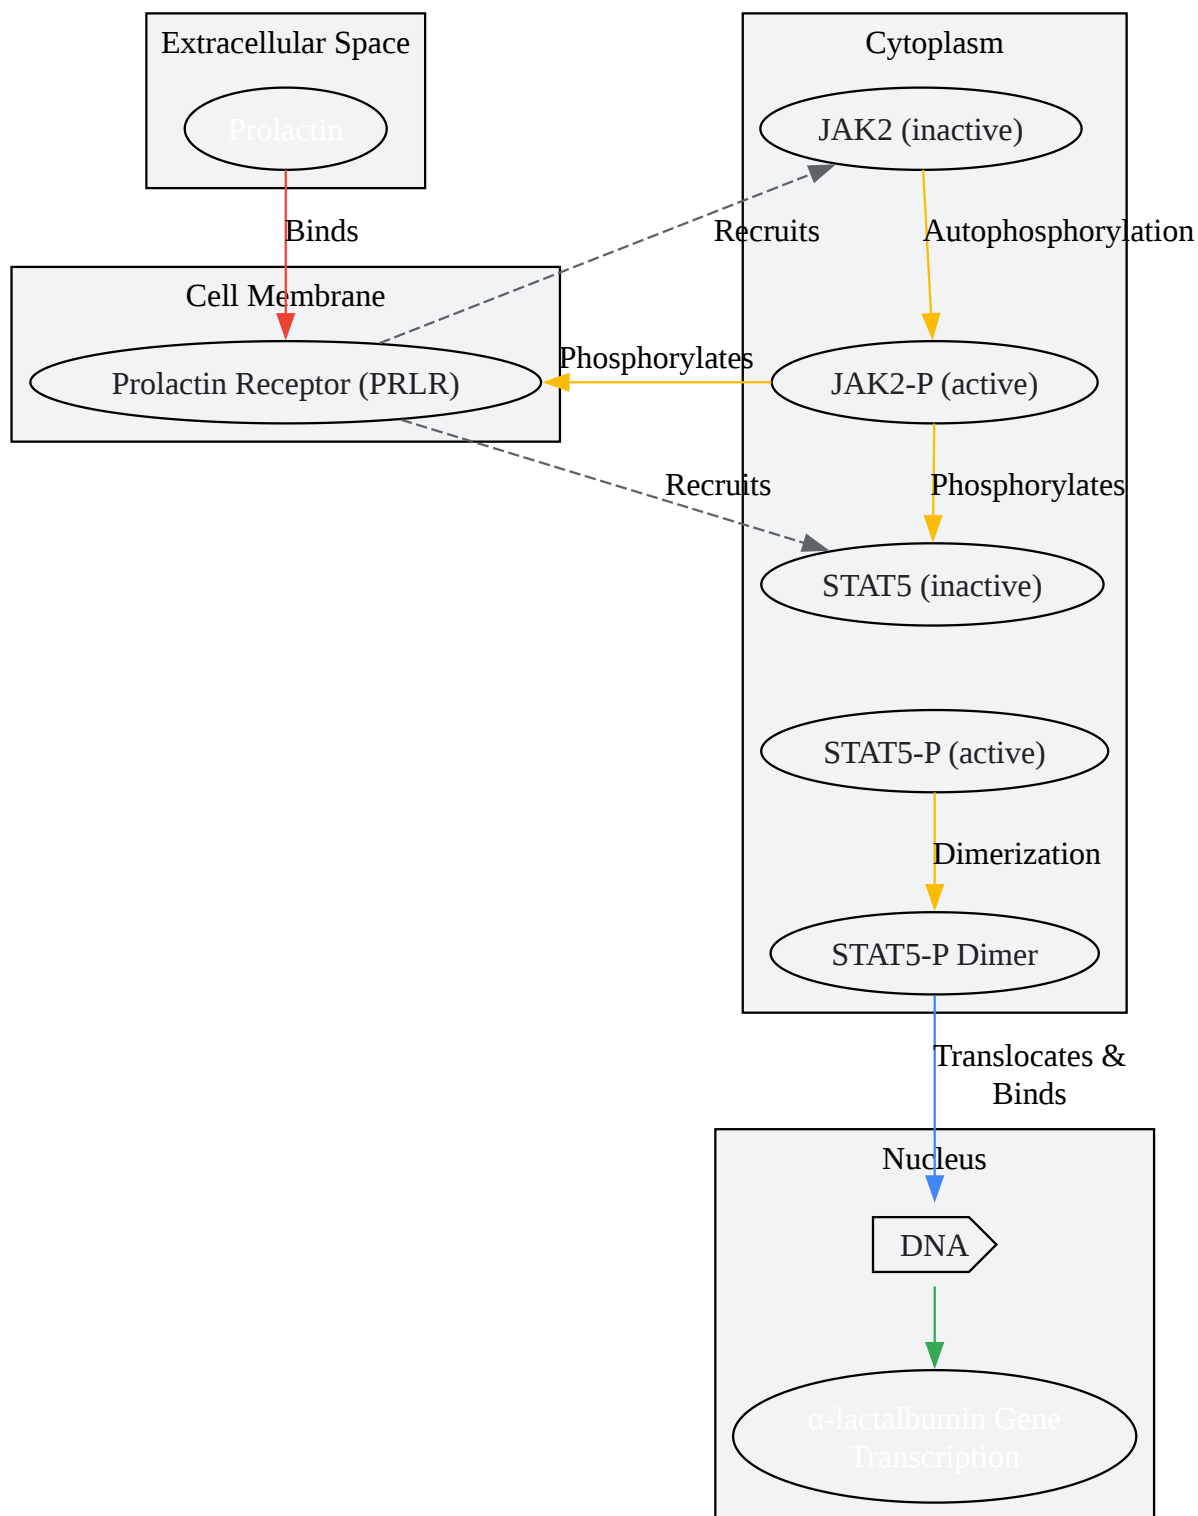 Extracellular Space
Cytoplasm
Prolactin
JAK2 (inactive)
Binds
Recruits
Autophosphorylation
Cell Membrane
Phosphorylates
Prolactin Receptor (PRLR)
JAK2-P (active)
Recruits
Phosphorylates
STAT5 (inactive)
STAT5-P (active)
Dimerization
STAT5-P Dimer
Translocates &
Binds
Nucleus
DNA
α-lactalbumin Gene
Transcription